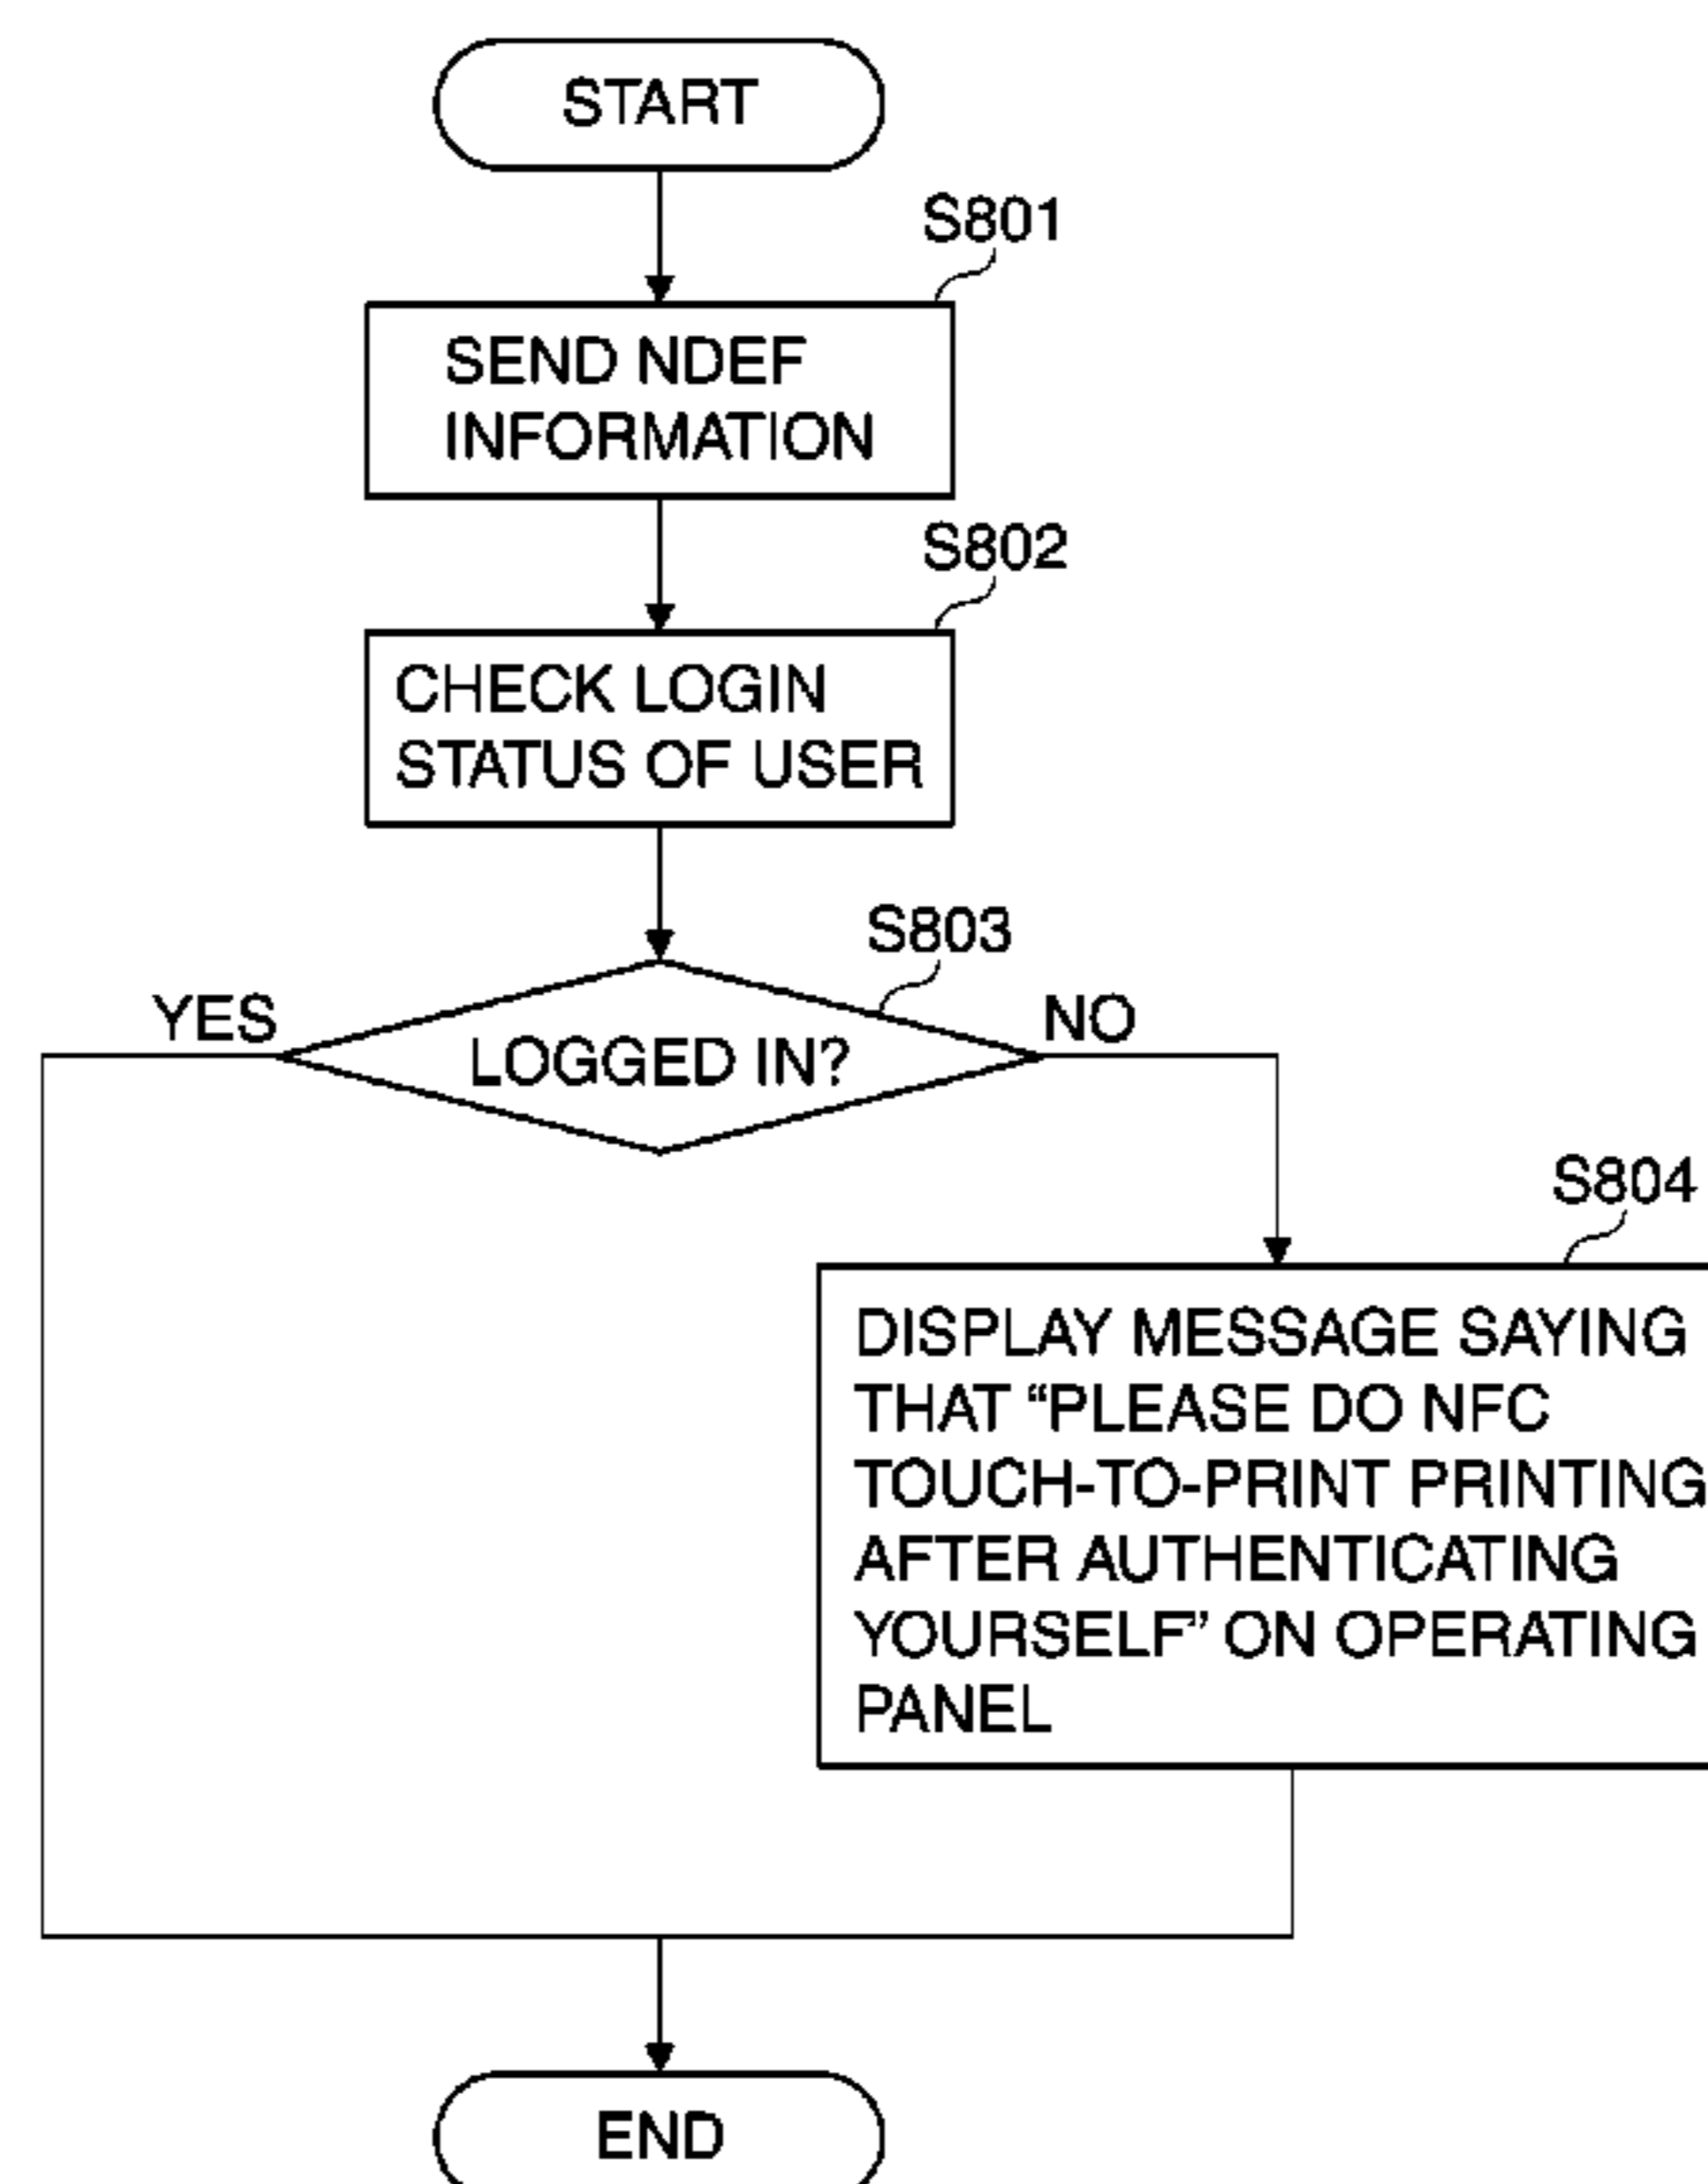 START
S801
SEND NDEF
INFORMATION
S802
CHECK LOGIN
STATUS OF USER
S803
YES
NO
LOGGED IN?
S804
DISPLAY MESSAGE SAYING
THAT “PLEASE DO NFC
TOUCH-TO-PRINT PRINTING
AFTER AUTHENTICATING
YOURSELF” ON OPERATING
PANEL
END